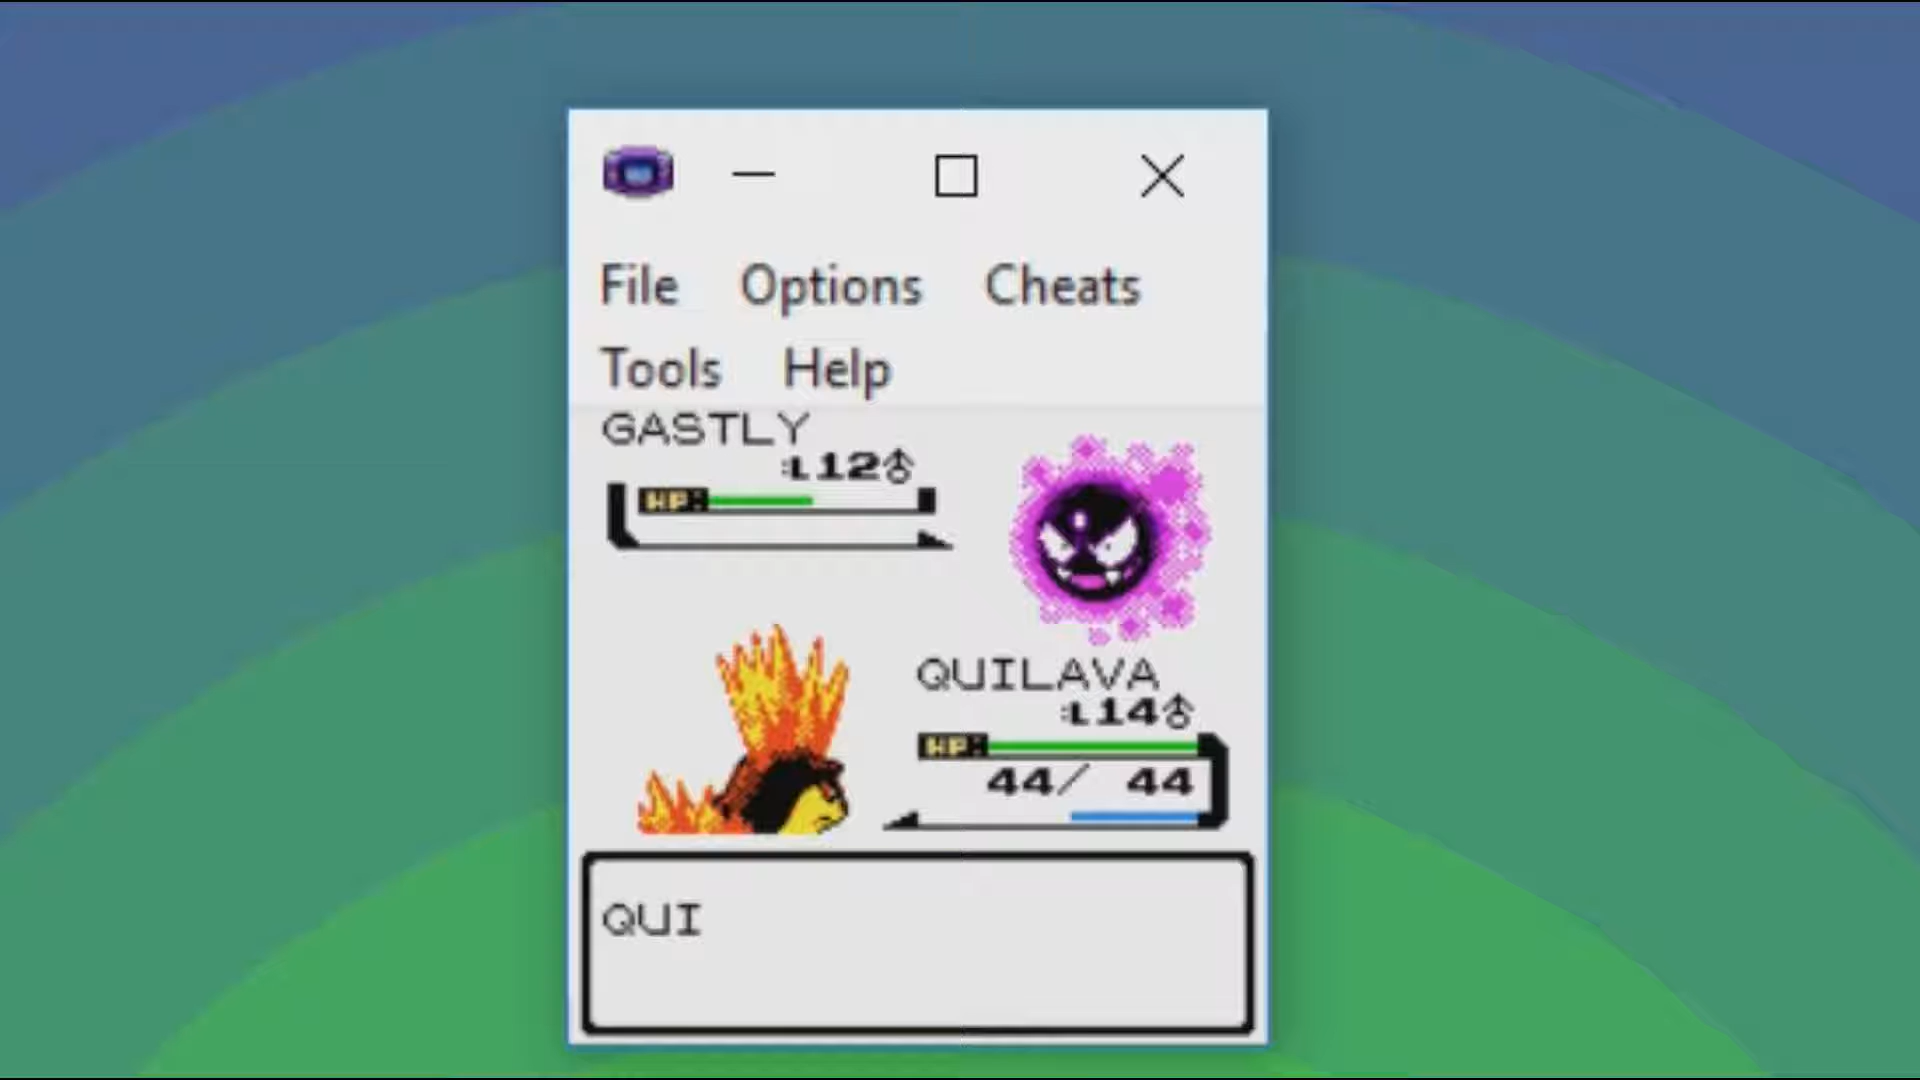 File Options Cheats
Tools Help
GASTLY
:L12♂
HP:
QUILAVA
:L14♂
HP:
44/ 44
QUI